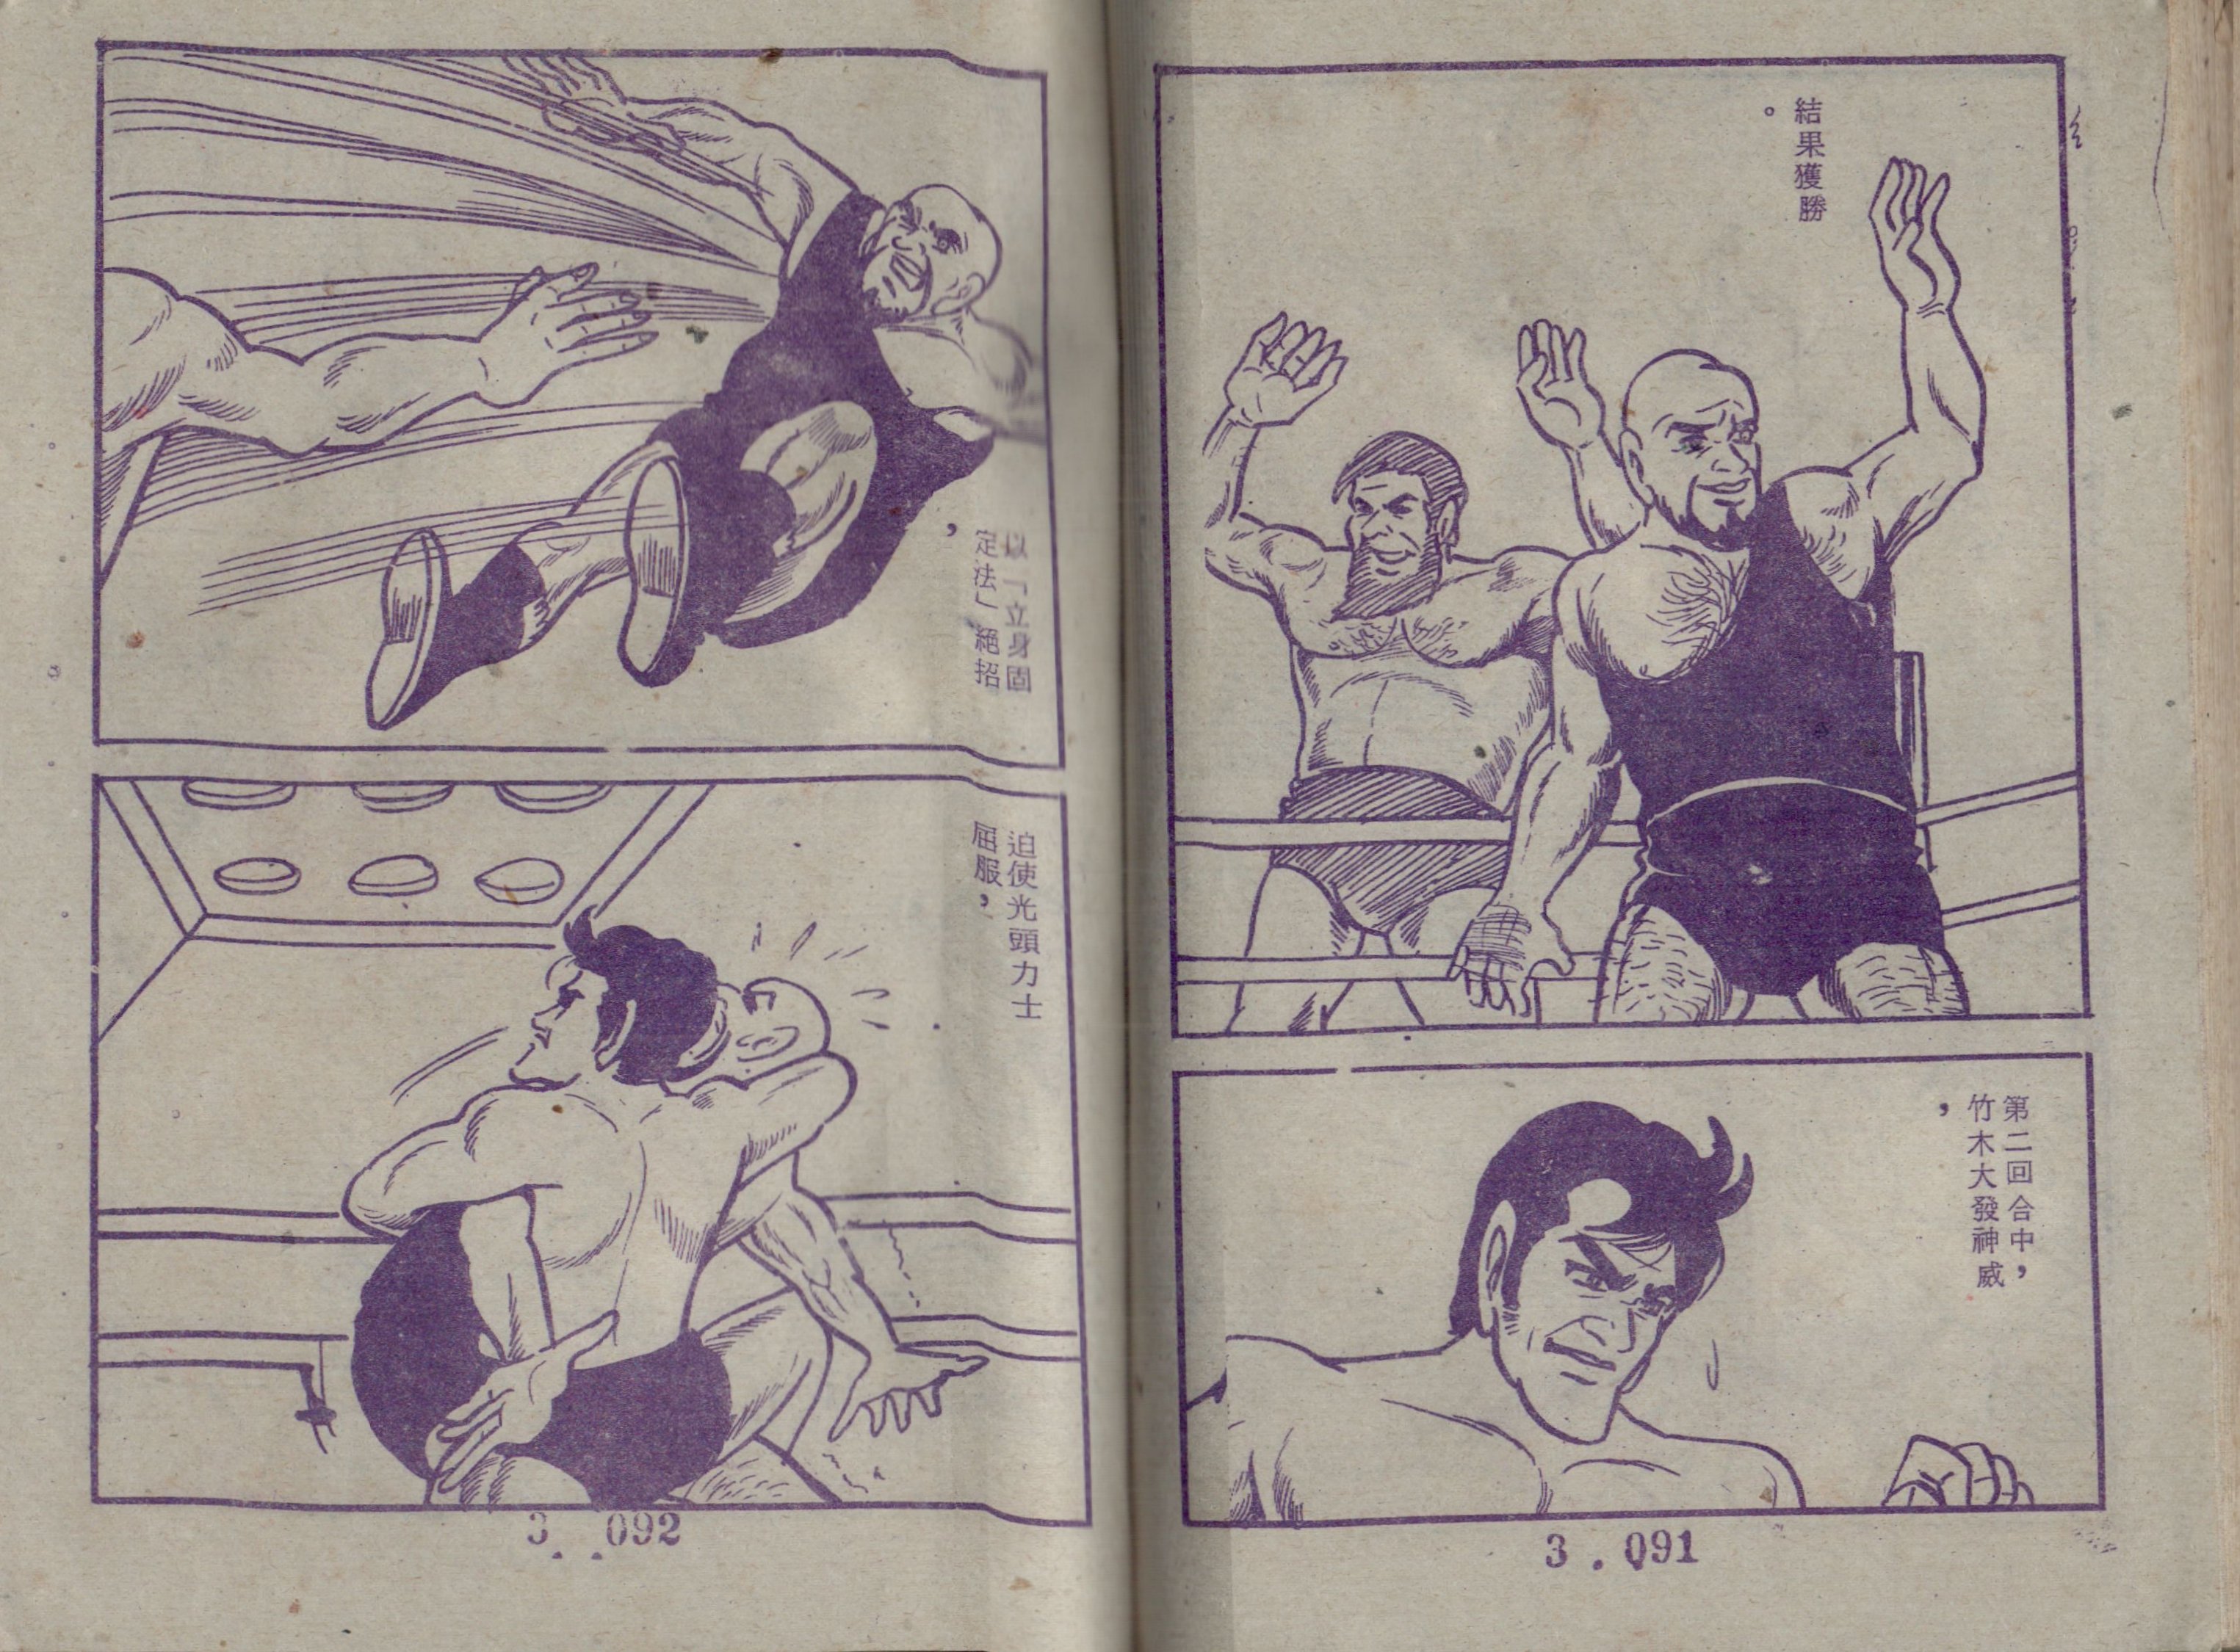 結果獲勝
。
第二回合中，
竹木大發神威
，
3.091
以「立身固
定法」絕招
，
迫使光頭力士
屈服，
3..092